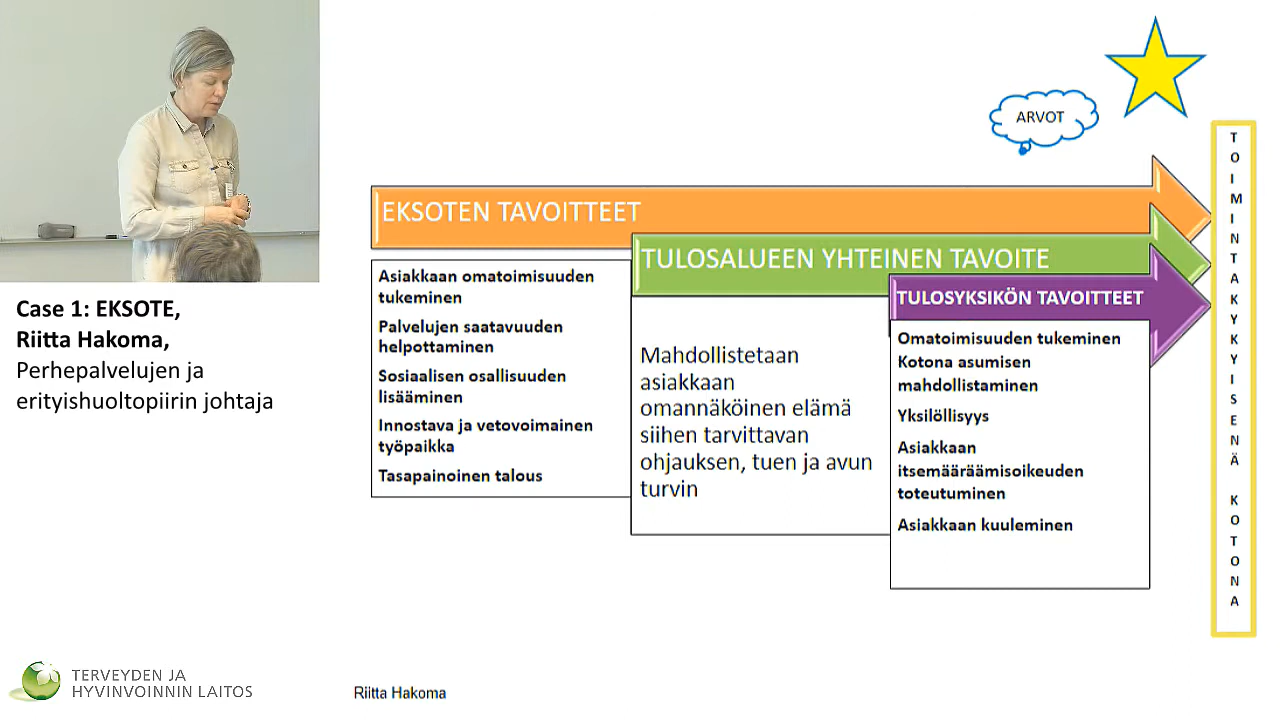 Case 1: EKSOTE,
Riitta Hakoma,
Perhepalvelujen ja
erityishuoltopiirin johtaja
TERVEYDEN JA
HYVINVOINNIN LAITOS
ARVOT
EKSOTEN TAVOITTEET
Asiakkaan omatoimisuuden
tukeminen
Palvelujen saatavuuden
helpottaminen
Sosiaalisen osallisuuden
lisääminen
Innostava ja vetovoimainen
työpaikka
Tasapainoinen talous
TULOSALUEEN YHTEINEN TAVOITE
Mahdollistetaan
asiakkaan
omannäköinen elämä
siihen tarvittavan
ohjauksen, tuen ja avun
turvin
TULOSYKSIKÖN TAVOITTEET
Omatoimisuuden tukeminen
Kotona asumisen
mahdollistaminen
Yksilöllisyys
Asiakkaan
itsemääräämisoikeuden
toteutuminen
Asiakkaan kuuleminen
TOIMINTAKYKYISENÄ KOTONA
Riitta Hakoma